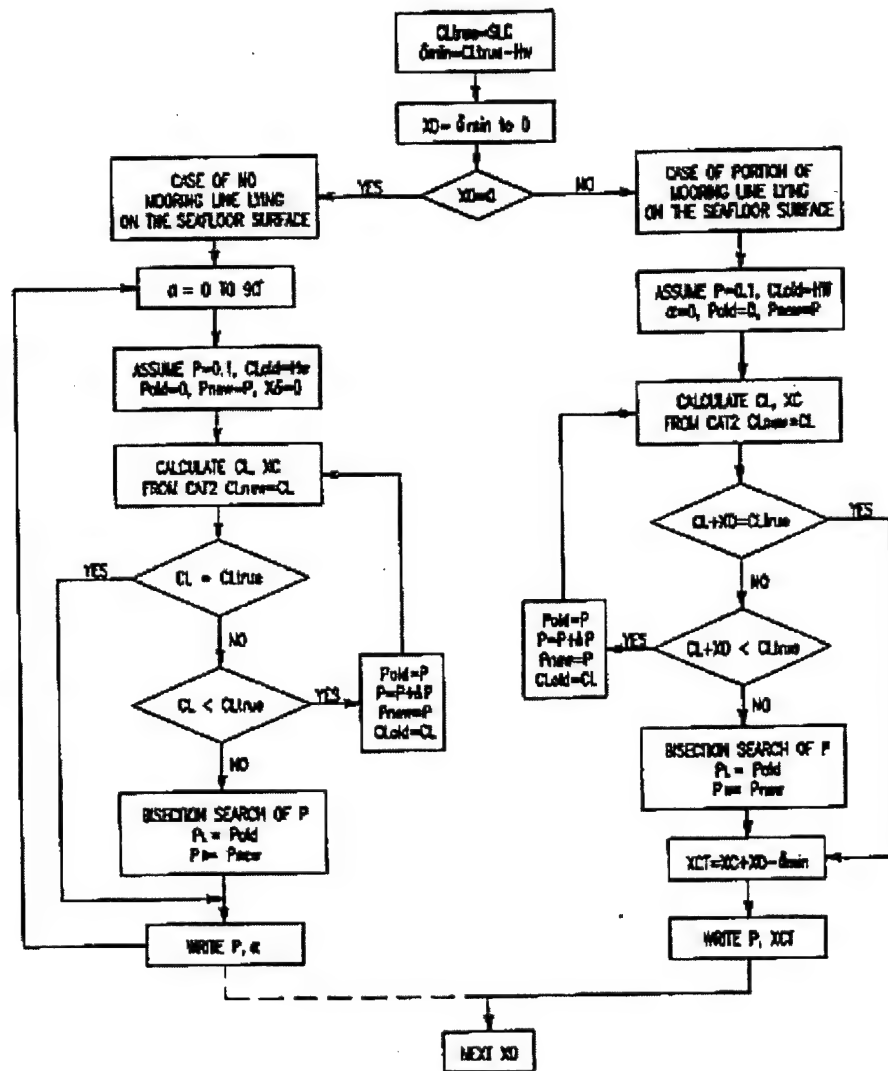 CLtrue=SLC
δmin=CLtrue-Hw
XD= δmin to 0
XD=0
YES
NO
CASE OF NO
MOORING LINE LYING
ON THE SEAFLOOR SURFACE
α = 0 TO 90°
ASSUME P=0.1, CLold=Hw
Pold=0, Pnew=P, Xδ=0
CALCULATE CL, XC
FROM CAT2 CLnew=CL
CL = CLtrue
YES
NO
CL < CLtrue
YES
Pold=P
P=P+ΔP
Pnew=P
CLold=CL
NO
BISECTION SEARCH OF P
PL = Pold
PR= Pnew
WRITE P, α
CASE OF PORTION OF
MOORING LINE LYING
ON THE SEAFLOOR SURFACE
ASSUME P=0.1, CLold=HW
α=0, Pold=0, Pnew=P
CALCULATE CL, XC
FROM CAT2 CLnew=CL
CL+XD=CLtrue
YES
NO
CL+XD < CLtrue
YES
Pold=P
P=P+ΔP
Pnew=P
CLold=CL
NO
BISECTION SEARCH OF P
PL = Pold
PR= Pnew
XCT=XC+XD-δmin
WRITE P, XCT
NEXT XD